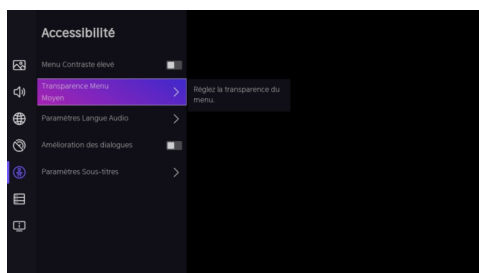 Accessibilité
Menu Contraste élevé
Transparence Menu
Moyen
Réglez la transparence du
menu.
Paramètres Langue Audio
Amélioration des dialogues
Paramètres Sous-titres